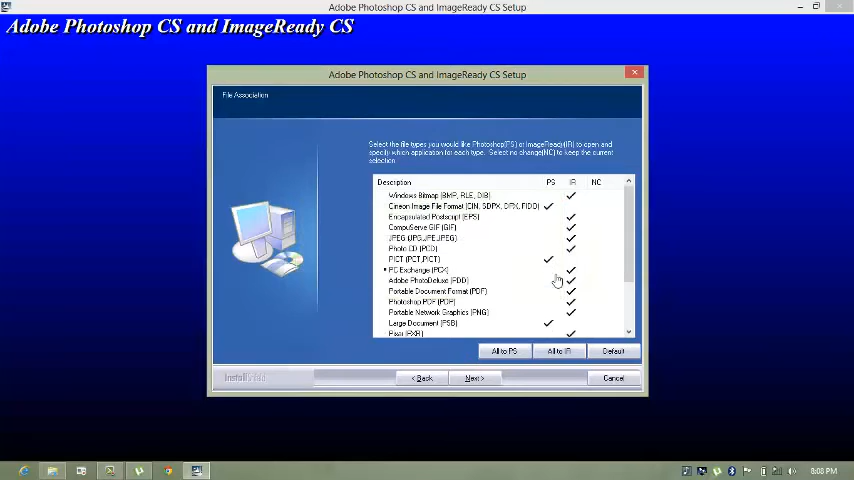 Adobe Photoshop CS and ImageReady CS Setup
Adobe Photoshop CS and ImageReady CS
Adobe Photoshop CS and ImageReady CS Setup
File Association
Select the file types you would like Photoshop(PS) or ImageReady(IR) to open and
specify which application for each type. Select no change(NC) to keep the current
selection.
Description PS IR NC
Windows Bitmap (BMP, RLE, DIB)
Cineon Image File Format (CIN, SDPX, DPX, FIDO)
Encapsulated Postscript (EPS)
CompuServe GIF (GIF)
JPEG (JPG,JPE,JPEG)
Photo CD (PCD)
PICT (PCT,PICT)
PC Exchange (PCX)
Adobe PhotoDeluxe (PDD)
Portable Document Format (PDF)
Photoshop PDF (PDP)
Portable Network Graphics (PNG)
Large Document (PSB)
Pixar (PXR)
All to PS All to IR Default
InstallShield
< Back Next > Cancel
8:08 PM